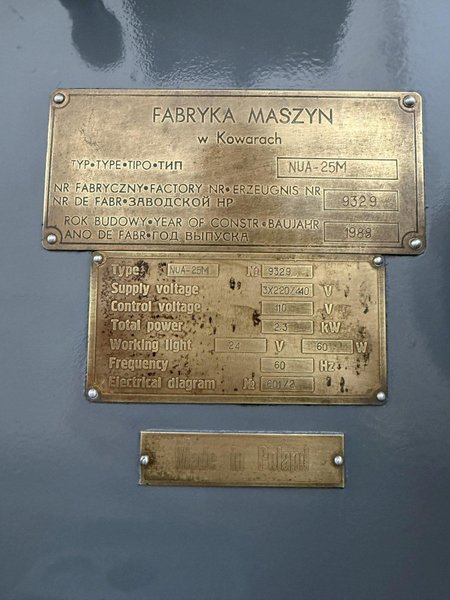 FABRYKA MASZYN
w Kowarach
TYP•TYPE•TIPO•ТИП NUA-25M
NR FABRYCZNY•FACTORY NR•ERZEUGNIS NR
NR DE FABR•ЗАВОДСКОЙ НР 9329
ROK BUDOWY•YEAR OF CONSTR•BAUJAHR
ANO DE FABR•ГОД ВЫПУСКА 1989
Type NUA-25M № 9329
Supply voltage 3X220/440 V
Control voltage 110 V
Total power 2,3 kW
Working light 24 V 60 W
Frequency 60 Hz
Electrical diagram № 601/2
Made in Poland